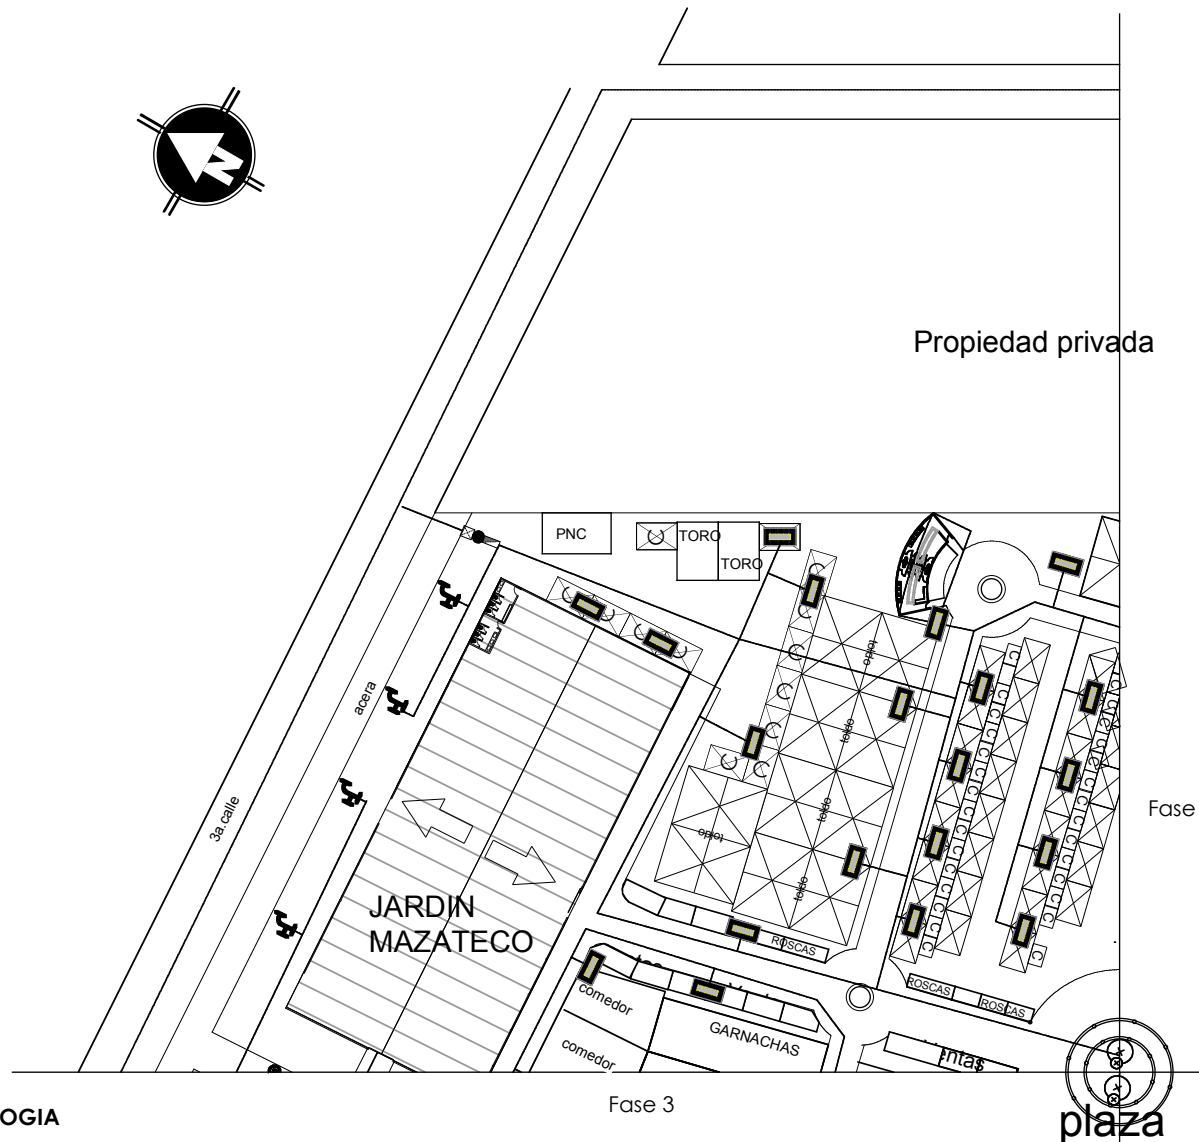 N
Propiedad privada
PNC
TORO
TORO
toldo
toldo
toldo
toldo
toldo
acera
3a.calle
Fase
JARDIN
MAZATECO
ROSCAS
ROSCAS
ROSCAS
comedor
GARNACHAS
comedor
Ventas
Fase 3
plaza
OGIA